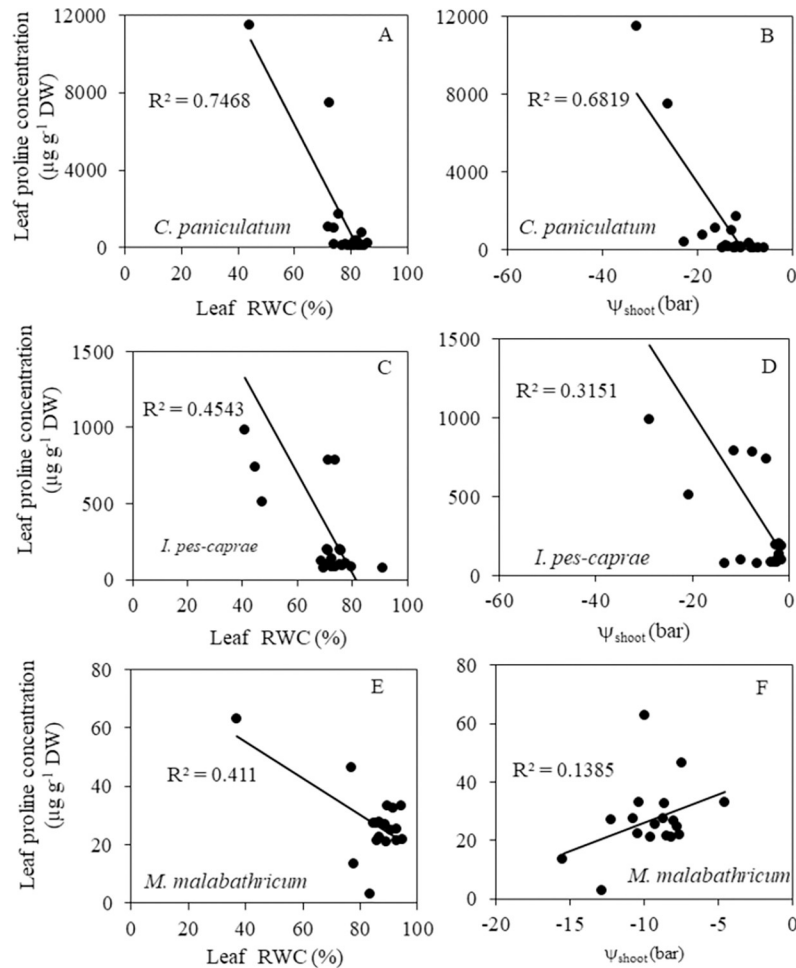 Leaf proline concentration
(µg g⁻¹ DW)
12000
8000
4000
0
A
R² = 0.7468
C. paniculatum
0 20 40 60 80 100
Leaf RWC (%)
12000
8000
4000
0
B
R² = 0.6819
C. paniculatum
-60 -40 -20 0
Ψshoot (bar)
Leaf proline concentration
(µg g⁻¹ DW)
1500
1000
500
0
C
R² = 0.4543
I. pes-caprae
0 20 40 60 80 100
Leaf RWC (%)
1500
1000
500
0
D
R² = 0.3151
I. pes-caprae
-60 -40 -20 0
Ψshoot (bar)
Leaf proline concentration
(µg g⁻¹ DW)
80
60
40
20
0
E
R² = 0.411
M. malabathricum
0 20 40 60 80 100
Leaf RWC (%)
80
60
40
20
0
F
R² = 0.1385
M. malabathricum
-20 -15 -10 -5 0
Ψshoot (bar)